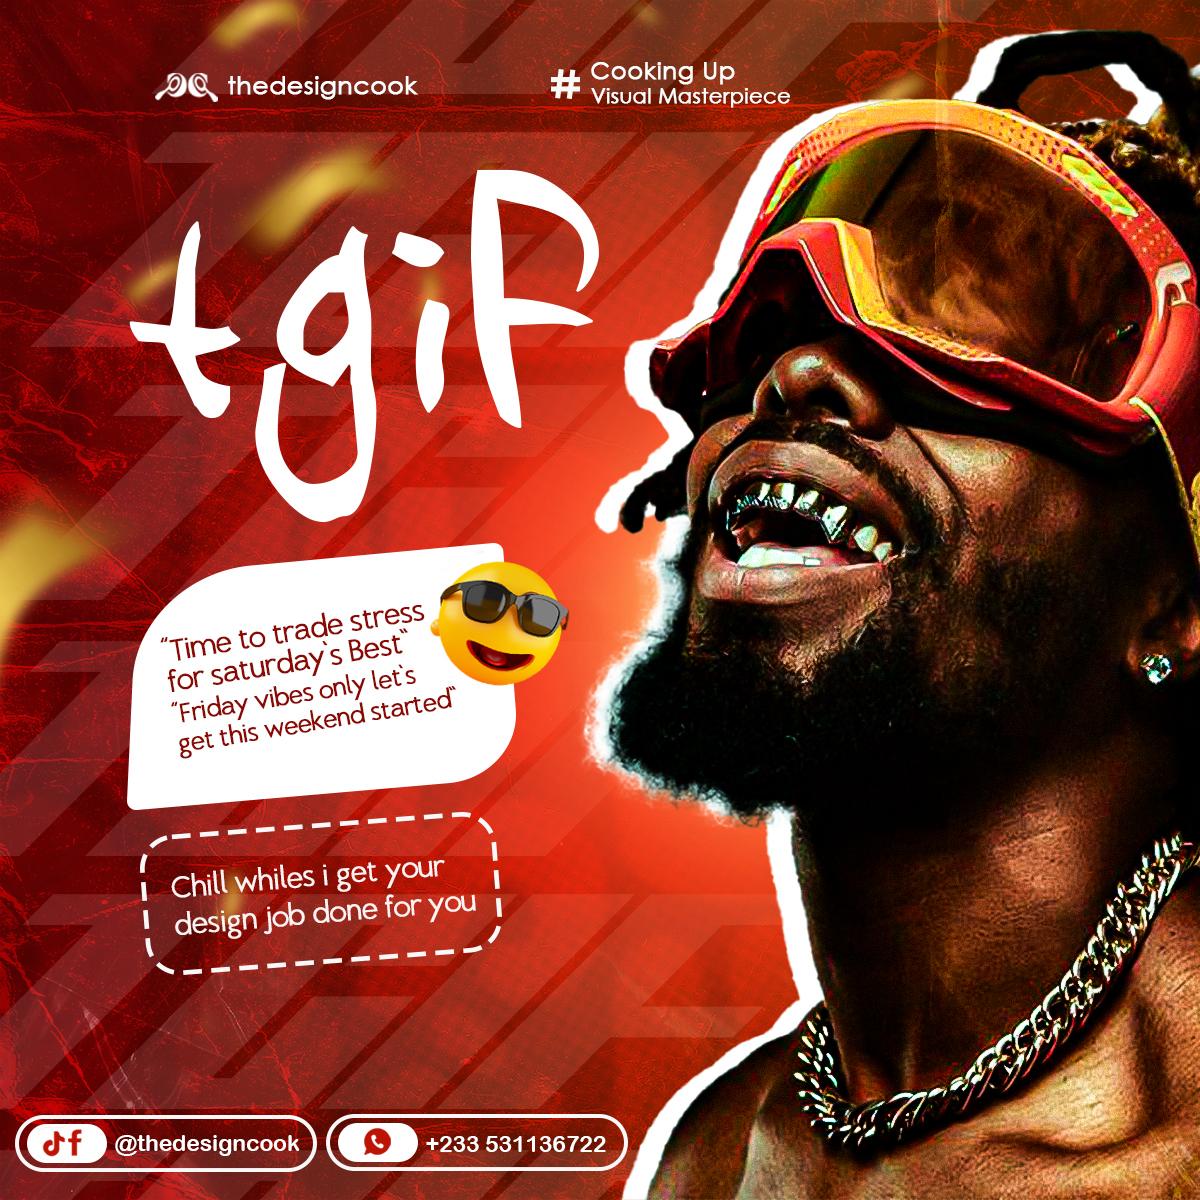 thedesigncook
# Cooking Up
Visual Masterpiece
tgiF
"Time to trade stress
for saturday`s Best"
"Friday vibes only let`s
get this weekend started"
Chill whiles i get your
design job done for you
@thedesigncook
+233 531136722